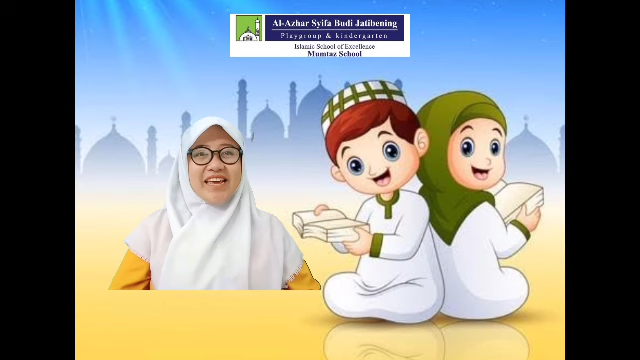 Al-Azhar Syifa Budi Jatibening
Playgroup & kindergarten
Islamic School of Excellence
Mumtaz School